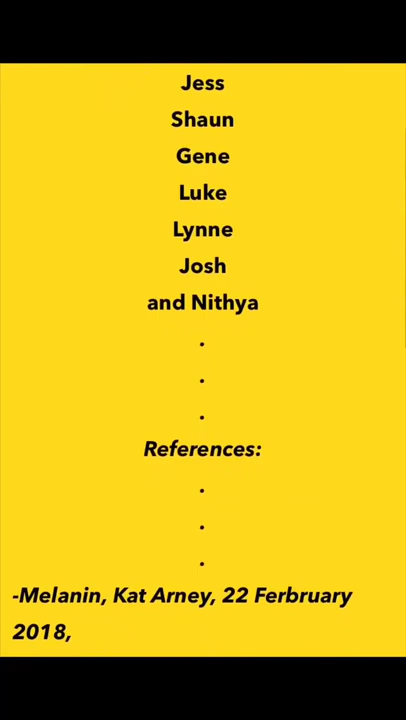 Jess
Shaun
Gene
Luke
Lynne
Josh
and Nithya
.
.
.
References:
.
.
.
-Melanin, Kat Arney, 22 Ferbruary
2018,